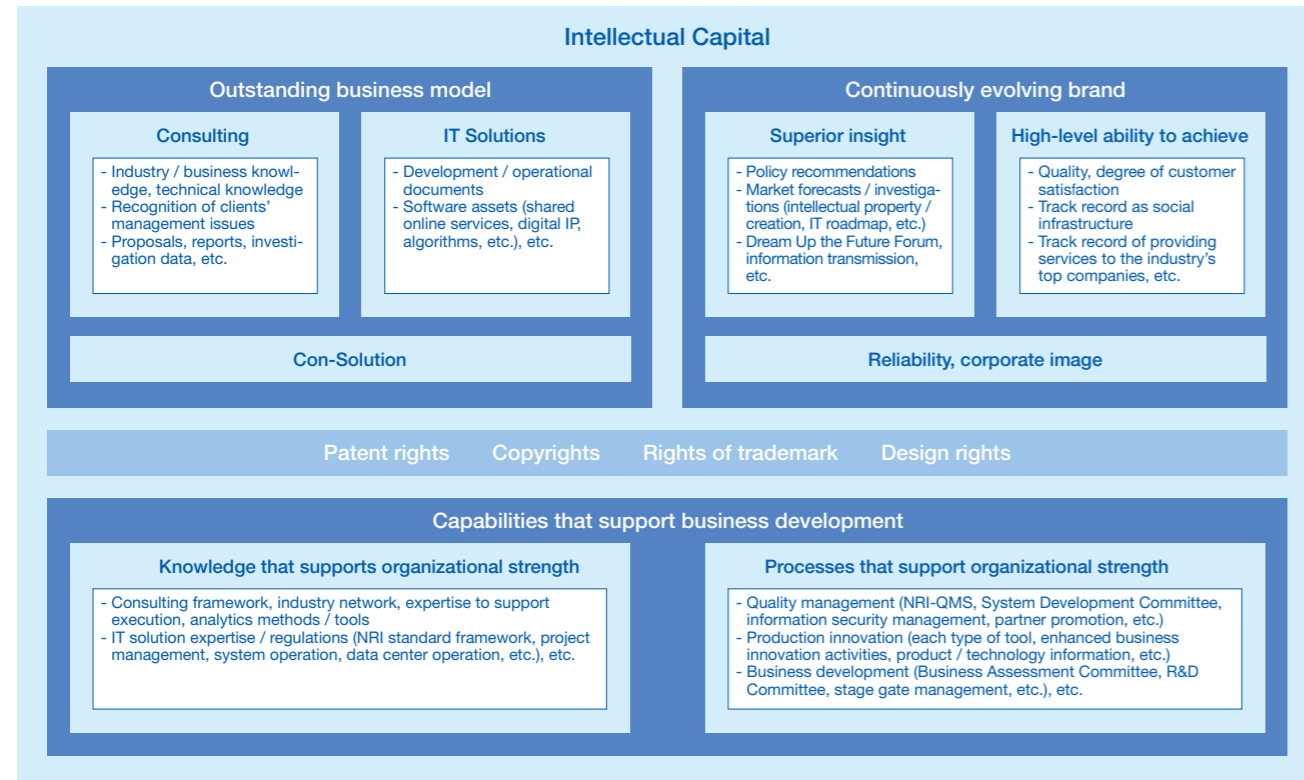 Intellectual Capital
Outstanding business model
Consulting
- Industry / business knowl-
edge, technical knowledge
- Recognition of clients'
management issues
- Proposals, reports, investi-
gation data, etc.
IT Solutions
- Development / operational
documents
- Software assets (shared
online services, digital IP,
algorithms, etc.), etc.
Con-Solution
Continuously evolving brand
Superior insight
- Policy recommendations
- Market forecasts / investiga-
tions (intellectual property /
creation, IT roadmap, etc.)
- Dream Up the Future Forum,
information transmission,
etc.
High-level ability to achieve
- Quality, degree of customer
satisfaction
- Track record as social
infrastructure
- Track record of providing
services to the industry's
top companies, etc.
Reliability, corporate image
Patent rights Copyrights Rights of trademark Design rights
Capabilities that support business development
Knowledge that supports organizational strength
- Consulting framework, industry network, expertise to support
execution, analytics methods / tools
- IT solution expertise / regulations (NRI standard framework, project
management, system operation, data center operation, etc.), etc.
Processes that support organizational strength
- Quality management (NRI-QMS, System Development Committee,
information security management, partner promotion, etc.)
- Production innovation (each type of tool, enhanced business
innovation activities, product / technology information, etc.)
- Business development (Business Assessment Committee, R&D
Committee, stage gate management, etc.), etc.